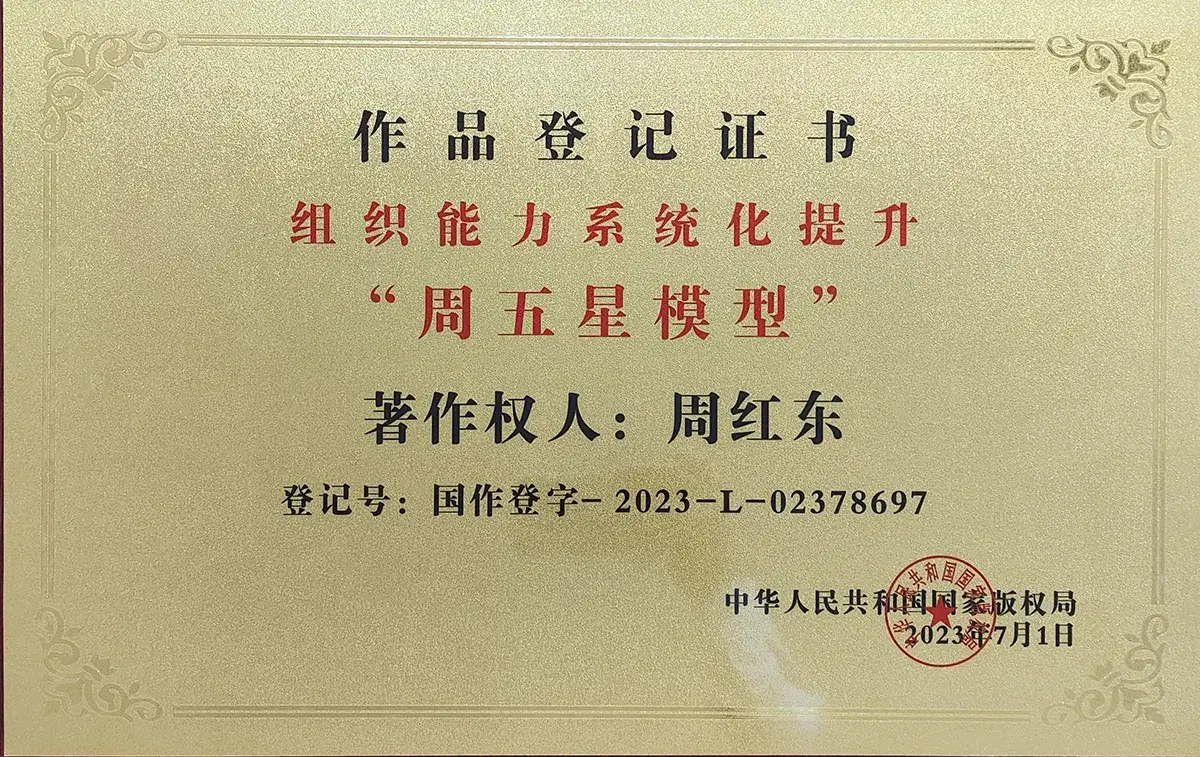 作品登记证书
组织能力系统化提升
“周五星模型”
著作权人：周红东
登记号：国作登字-2023-L-02378697
中华人民共和国国家版权局
2023年7月1日